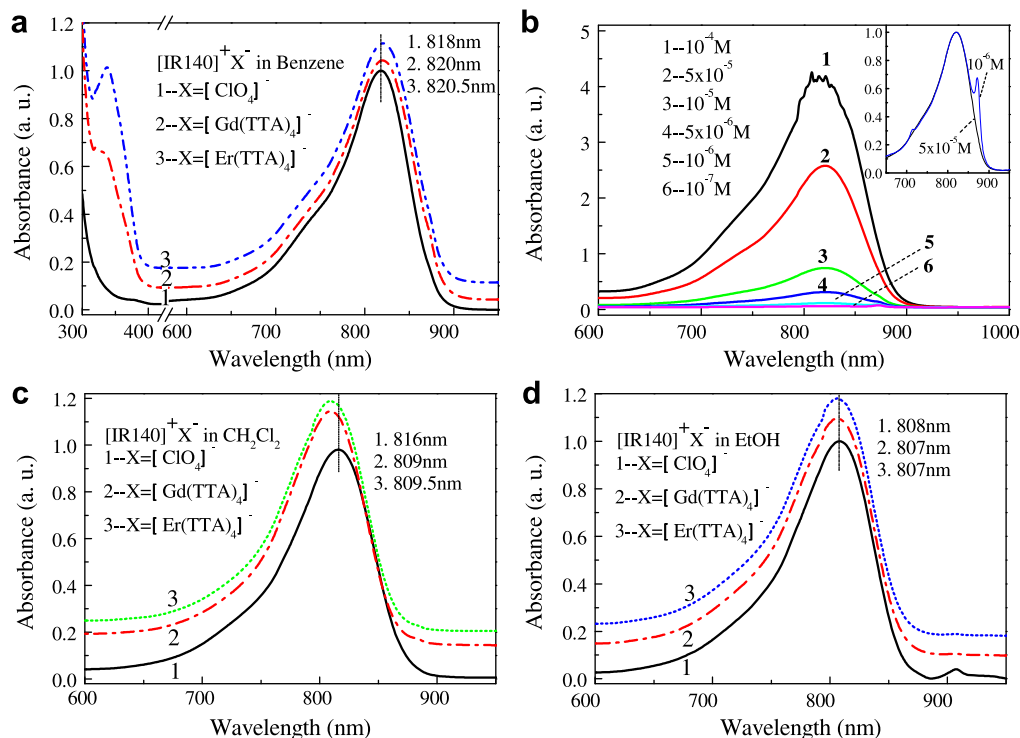 a
1.2
1.0
0.8
0.6
0.4
0.2
0.0
Absorbance (a. u.)
[IR140]⁺X⁻ in Benzene
1--X=[ ClO₄]⁻
2--X=[ Gd(TTA)₄]⁻
3--X=[ Er(TTA)₄]⁻
1. 818nm
2. 820nm
3. 820.5nm
3
2
1
300 400 600 700 800 900
Wavelength (nm)
b
5
4
3
2
1
0
Absorbance (a. u.)
1--10⁻⁴M
2--5x10⁻⁵
3--10⁻⁵M
4--5x10⁻⁶M
5--10⁻⁶M
6--10⁻⁷M
1
2
3
4
5
6
1.0
0.8
0.6
0.4
0.2
0.0
10⁻⁶M
5x10⁻⁵M
700 800 900
600 700 800 900 1000
Wavelength (nm)
c
1.2
1.0
0.8
0.6
0.4
0.2
0.0
Absorbance (a. u.)
[IR140]⁺X⁻ in CH₂Cl₂
1--X=[ ClO₄]⁻
2--X=[ Gd(TTA)₄]⁻
3--X=[ Er(TTA)₄]⁻
1. 816nm
2. 809nm
3. 809.5nm
3
2
1
600 700 800 900
Wavelength (nm)
d
1.2
1.0
0.8
0.6
0.4
0.2
0.0
Absorbance (a. u.)
[IR140]⁺X⁻ in EtOH
1--X=[ ClO₄]⁻
2--X=[ Gd(TTA)₄]⁻
3--X=[ Er(TTA)₄]⁻
1. 808nm
2. 807nm
3. 807nm
3
2
1
600 700 800 900
Wavelength (nm)